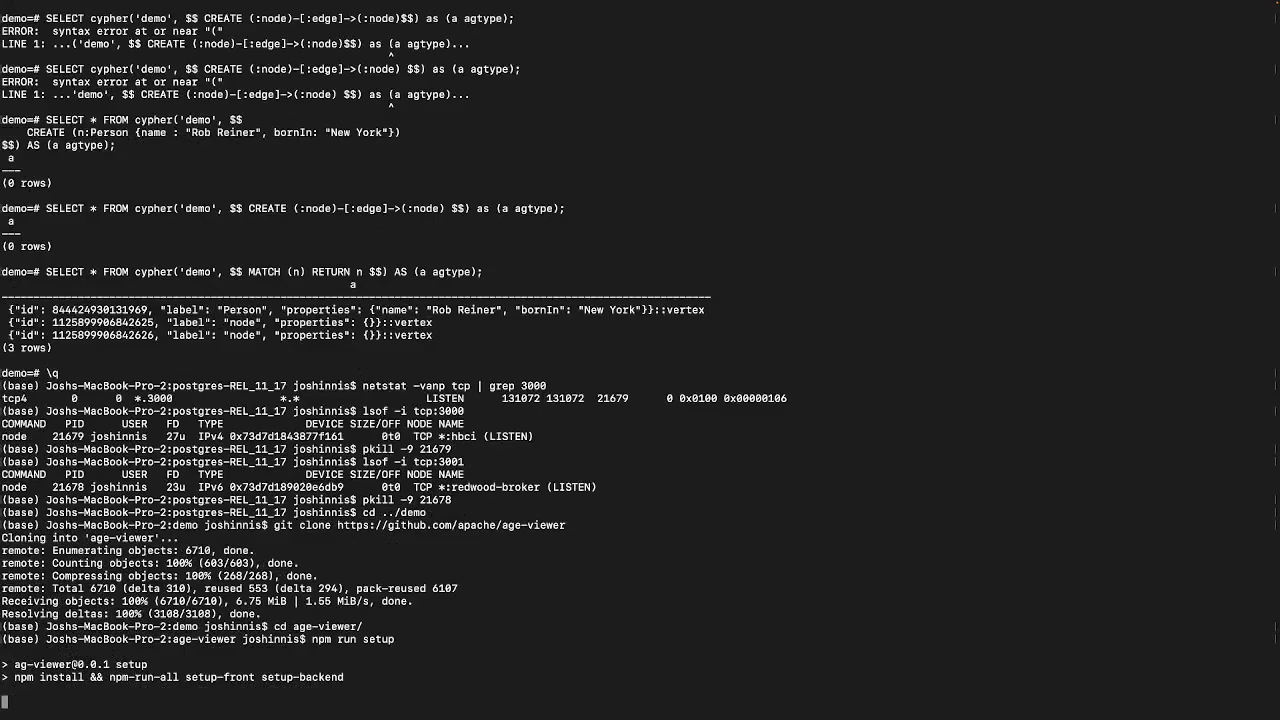 demo=# SELECT cypher('demo', $$ CREATE (:node)-[:edge]->(:node)$$) as (a agtype);
ERROR:  syntax error at or near "("
LINE 1: ...('demo', $$ CREATE (:node)-[:edge]->(:node)$$) as (a agtype)...
^
demo=# SELECT cypher('demo', $$ CREATE (:node)-[:edge]->(:node) $$) as (a agtype);
ERROR:  syntax error at or near "("
LINE 1: ...'demo', $$ CREATE (:node)-[:edge]->(:node) $$) as (a agtype)...
^
demo=# SELECT * FROM cypher('demo', $$
    CREATE (n:Person {name : "Rob Reiner", bornIn: "New York"})
$$) AS (a agtype);
 a
---
(0 rows)
demo=# SELECT * FROM cypher('demo', $$ CREATE (:node)-[:edge]->(:node) $$) as (a agtype);
 a
---
(0 rows)
demo=# SELECT * FROM cypher('demo', $$ MATCH (n) RETURN n $$) AS (a agtype);
a
----------------------------------------------------------------------------------------------------------------
 {"id": 844424930131969, "label": "Person", "properties": {"name": "Rob Reiner", "bornIn": "New York"}}::vertex
 {"id": 1125899906842625, "label": "node", "properties": {}}::vertex
 {"id": 1125899906842626, "label": "node", "properties": {}}::vertex
(3 rows)
demo=# \q
(base) Joshs-MacBook-Pro-2:postgres-REL_11_17 joshinnis$ netstat -vanp tcp | grep 3000
tcp4       0      0  *.3000                 *.*                    LISTEN      131072 131072  21679      0 0x0100 0x00000106
(base) Joshs-MacBook-Pro-2:postgres-REL_11_17 joshinnis$ lsof -i tcp:3000
COMMAND   PID      USER   FD   TYPE             DEVICE SIZE/OFF NODE NAME
node    21679 joshinnis   27u  IPv4 0x73d7d1843877f161      0t0  TCP *:hbci (LISTEN)
(base) Joshs-MacBook-Pro-2:postgres-REL_11_17 joshinnis$ pkill -9 21679
(base) Joshs-MacBook-Pro-2:postgres-REL_11_17 joshinnis$ lsof -i tcp:3001
COMMAND   PID      USER   FD   TYPE             DEVICE SIZE/OFF NODE NAME
node    21678 joshinnis   23u  IPv6 0x73d7d189020e6db9      0t0  TCP *:redwood-broker (LISTEN)
(base) Joshs-MacBook-Pro-2:postgres-REL_11_17 joshinnis$ pkill -9 21678
(base) Joshs-MacBook-Pro-2:postgres-REL_11_17 joshinnis$ cd ../demo
(base) Joshs-MacBook-Pro-2:demo joshinnis$ git clone https://github.com/apache/age-viewer
Cloning into 'age-viewer'...
remote: Enumerating objects: 6710, done.
remote: Counting objects: 100% (603/603), done.
remote: Compressing objects: 100% (268/268), done.
remote: Total 6710 (delta 310), reused 553 (delta 294), pack-reused 6107
Receiving objects: 100% (6710/6710), 6.75 MiB | 1.55 MiB/s, done.
Resolving deltas: 100% (3108/3108), done.
(base) Joshs-MacBook-Pro-2:demo joshinnis$ cd age-viewer/
(base) Joshs-MacBook-Pro-2:age-viewer joshinnis$ npm run setup
> ag-viewer@0.0.1 setup
> npm install && npm-run-all setup-front setup-backend